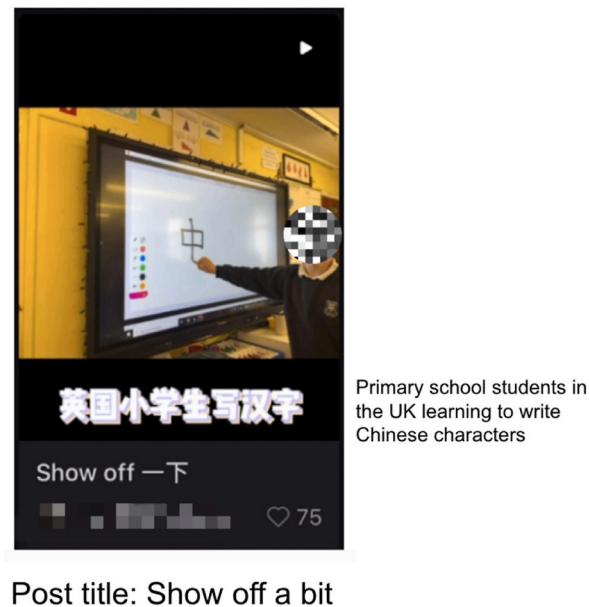 中
英国小学生写汉字
Primary school students in
the UK learning to write
Chinese characters
Show off 一下
75
Post title: Show off a bit